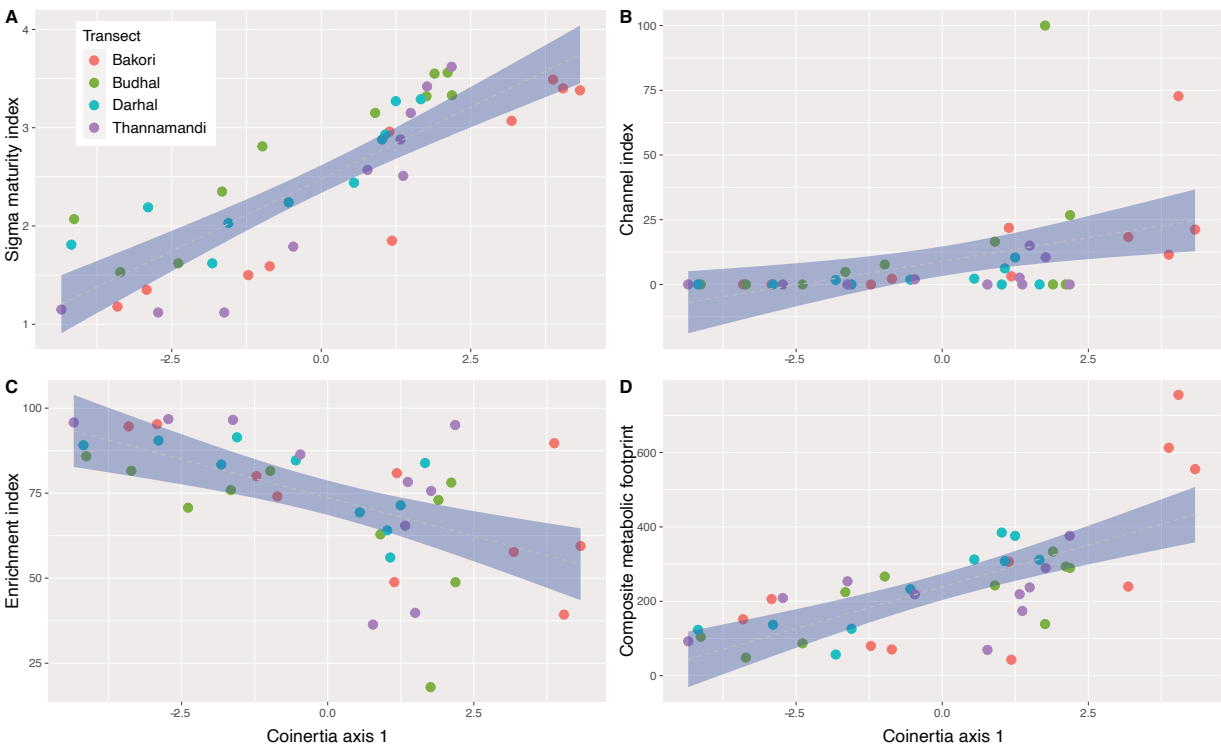 A
Sigma maturity index
4
3
2
1
Transect
Bakori
Budhal
Darhal
Thannamandi
-2.5 0.0 2.5
B
Channel index
100
75
50
25
0
-2.5 0.0 2.5
C
Enrichment index
100
75
50
25
-2.5 0.0 2.5
Coinertia axis 1
D
Composite metabolic footprint
600
400
200
0
-2.5 0.0 2.5
Coinertia axis 1